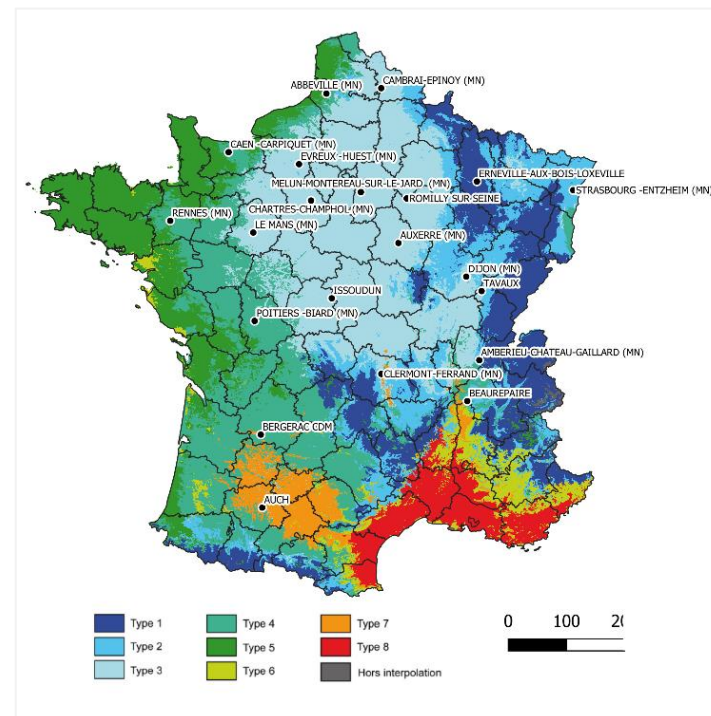 CAMBRAI-EPINOY (MN)
ABBEVILLE (MN)
CAEN -CARPIQUET (MN)
EVREUX -HUEST (MN)
ERNEVILLE-AUX-BOIS-LOXEVILLE
MELUN-MONTEREAU-SUR-LE-JARD.. (MN)
STRASBOURG -ENTZHEIM (MN)
ROMILLY SUR SEINE
CHARTRES-CHAMPHOL (MN)
RENNES (MN)
LE MANS (MN)
AUXERRE (MN)
DIJON (MN)
TAVAUX
ISSOUDUN
POITIERS -BIARD (MN)
AMBERIEU-CHATEAU-GAILLARD (MN)
CLERMONT-FERRAND (MN)
BEAUREPAIRE
BERGERAC CDM
AUCH
Type 1 Type 4 Type 7 0 100
Type 2 Type 5 Type 8
Type 3 Type 6 Hors interpolation